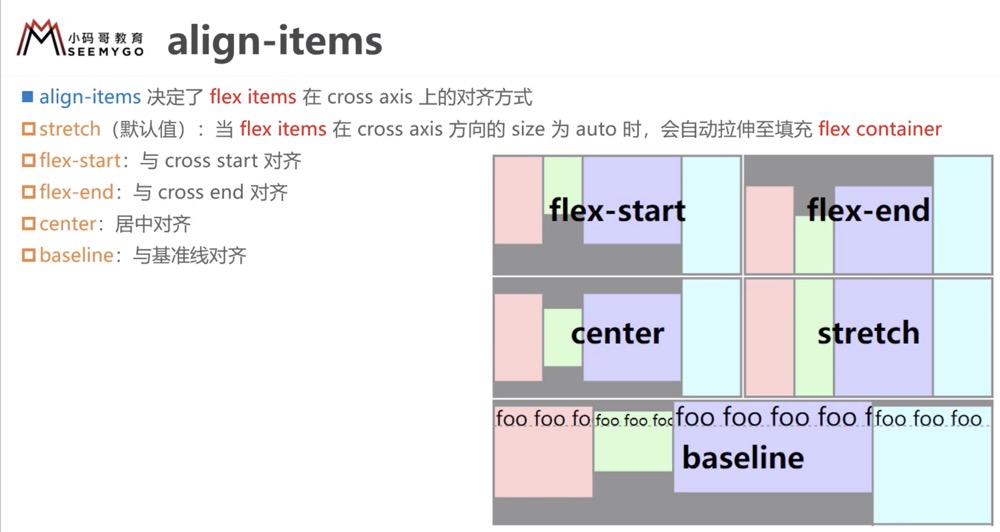 小码哥教育
SEEMYGO
align-items
align-items 决定了 flex items 在 cross axis 上的对齐方式
stretch（默认值）：当 flex items 在 cross axis 方向的 size 为 auto 时，会自动拉伸至填充 flex container
flex-start：与 cross start 对齐
flex-end：与 cross end 对齐
center：居中对齐
baseline：与基准线对齐
flex-start
flex-end
center
stretch
foo foo fo foo foo foo foo foo foo foo f foo foo foo
baseline